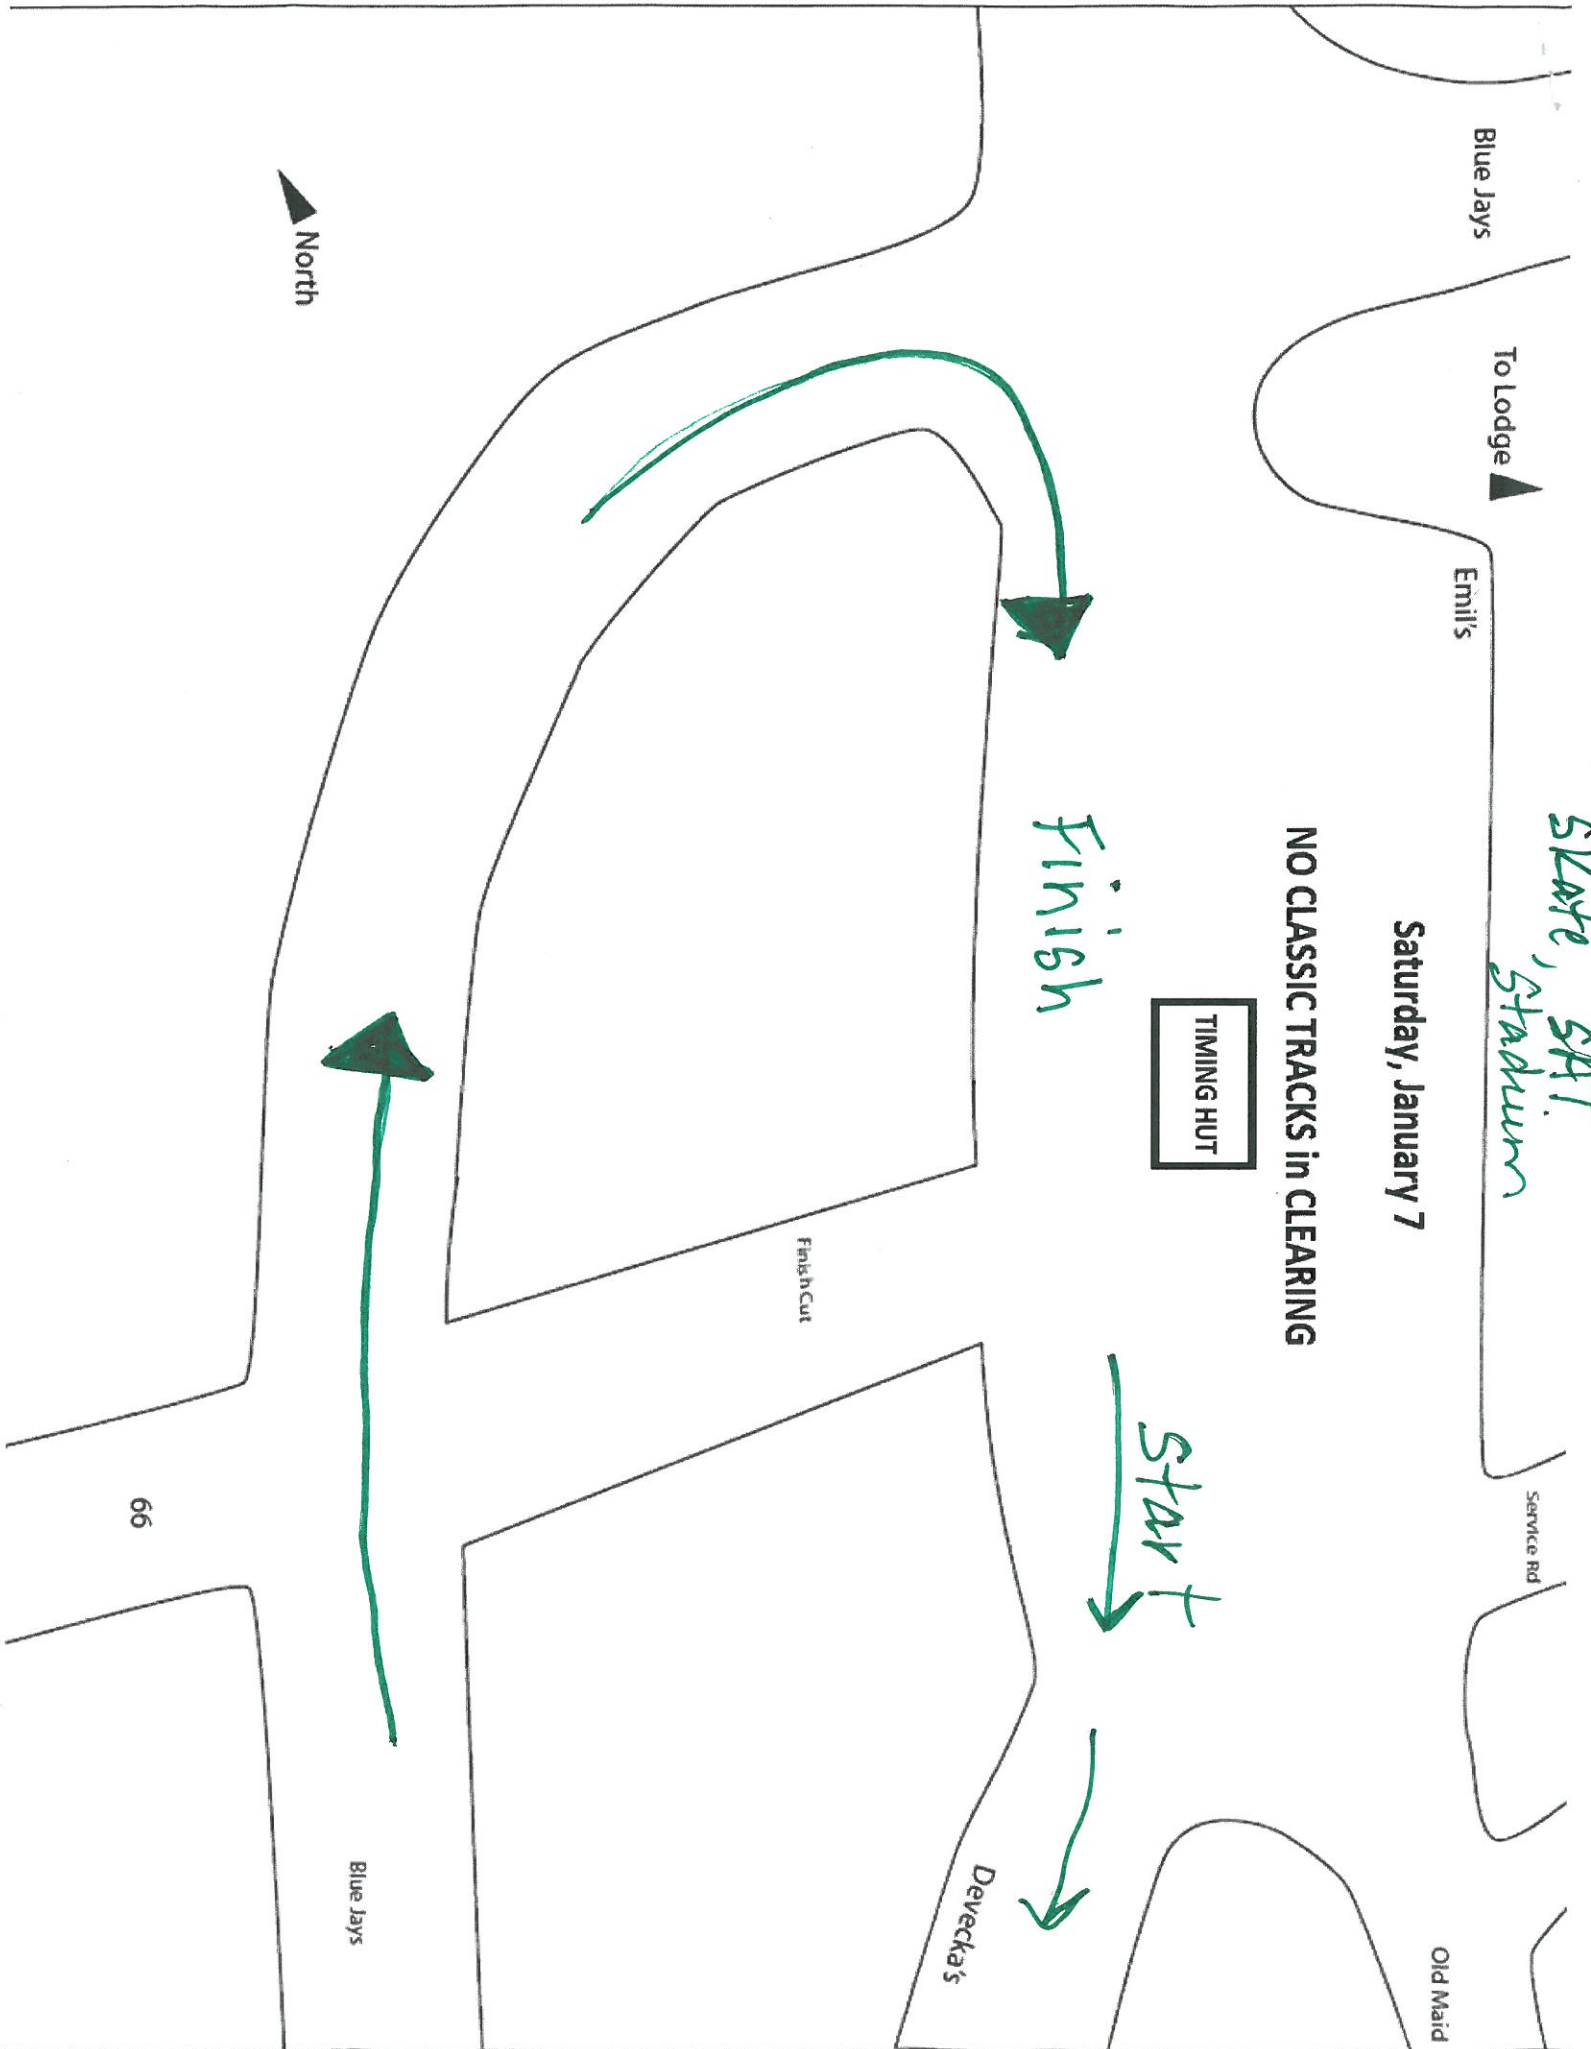 Skate, SAT.
Stadium
Saturday, January 7
NO CLASSIC TRACKS in CLEARING
TIMING HUT
Blue Jays
To Lodge
Emil's
Service Rd
Old Maid
Finish
Start
Devecka's
Finish Cut
North
Blue Jays
66